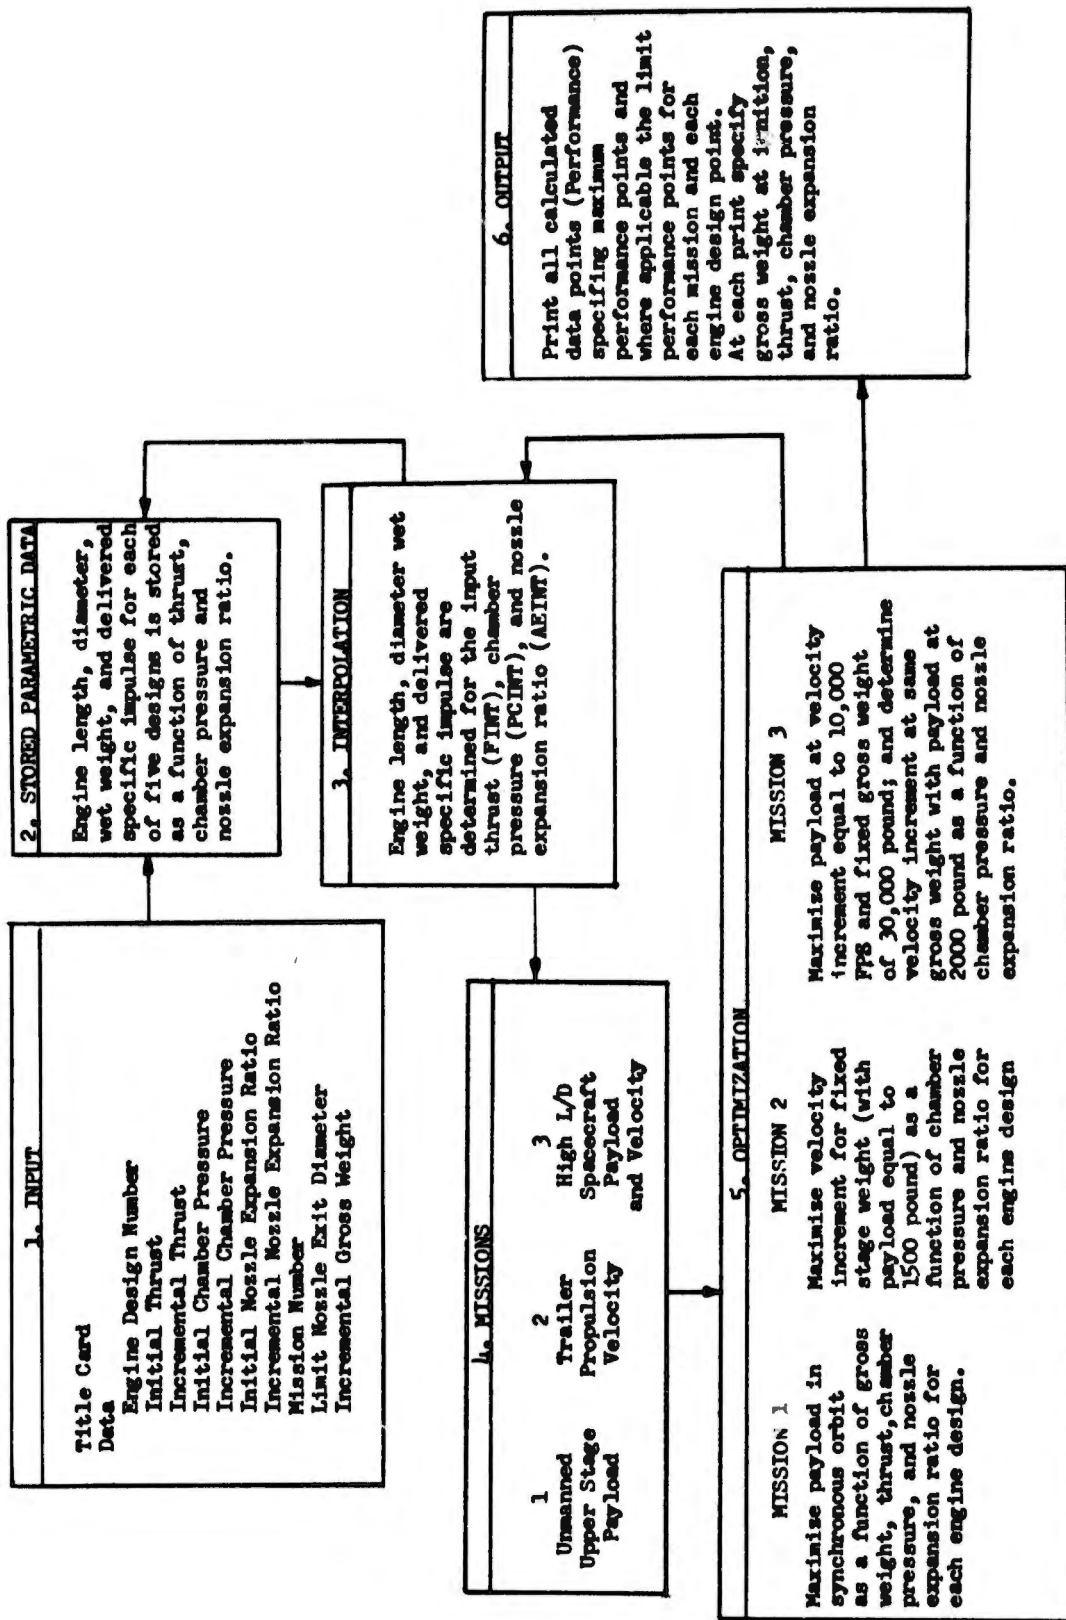 1. INPUT
Title Card
Data
Engine Design Number
Initial Thrust
Incremental Thrust
Initial Chamber Pressure
Incremental Chamber Pressure
Initial Nozzle Expansion Ratio
Incremental Nozzle Expansion Ratio
Mission Number
Limit Nozzle Exit Diameter
Incremental Gross Weight
2. STORED PARAMETRIC DATA
Engine length, diameter,
wet weight, and delivered
specific impulse for each
of five designs is stored
as a function of thrust,
chamber pressure and
nozzle expansion ratio.
3. INTERPOLATION
Engine length, diameter wet
weight, and delivered
specific impulse are
determined for the input
thrust (FINT), chamber
pressure (PCINT), and nozzle
expansion ratio (AEINT).
4. MISSIONS
1
Unmanned
Upper Stage
Payload
2
Trailer
Propulsion
Velocity
3
High L/D
Spacecraft
Payload
and Velocity
5. OPTIMIZATION
MISSION 1
Maximize payload in
synchronous orbit
as a function of gross
weight, thrust,chamber
pressure, and nozzle
expansion ratio for
each engine design.
MISSION 2
Maximize velocity
increment for fixed
stage weight (with
payload equal to
1500 pound) as a
function of chamber
pressure and nozzle
expansion ratio for
each engine design
MISSION 3
Maximize payload at velocity
increment equal to 10,000
FPS and fixed gross weight
of 30,000 pound; and determine
velocity increment at same
gross weight with payload at
2000 pound as a function of
chamber pressure and nozzle
expansion ratio.
6. OUTPUT
Print all calculated
data points (Performance)
specifing maximum
performance points and
where applicable the limit
performance points for
each mission and each
engine design point.
At each print specify
gross weight at ignition,
thrust, chamber pressure,
and nozzle expansion
ratio.